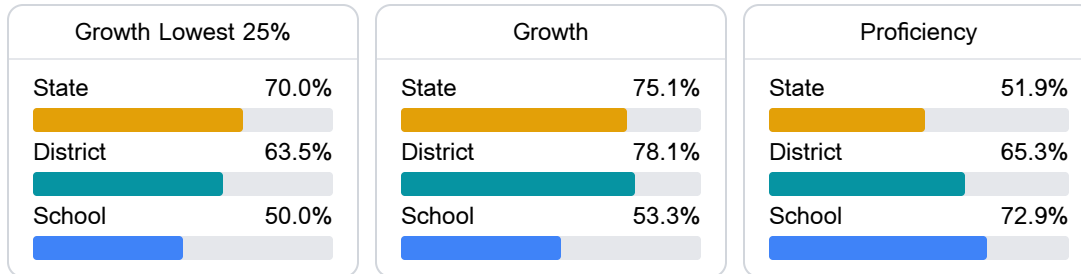 Growth Lowest 25%
State 70.0%
District 63.5%
School 50.0%
Growth
State 75.1%
District 78.1%
School 53.3%
Proficiency
State 51.9%
District 65.3%
School 72.9%